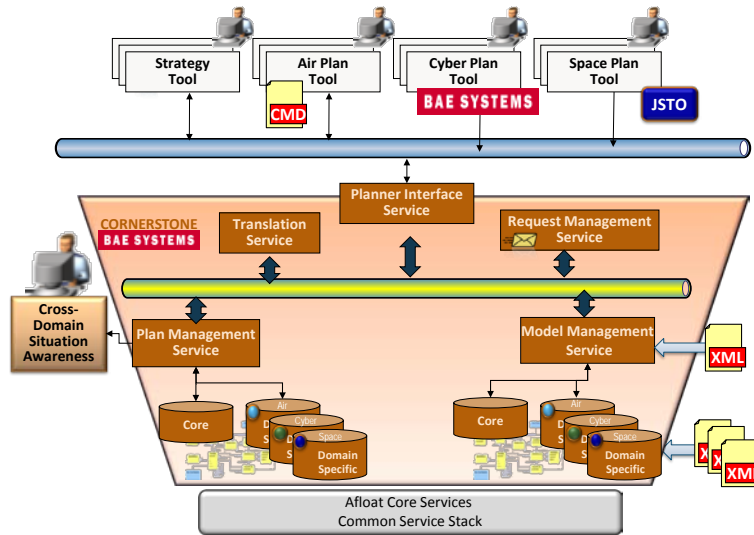 Strategy
Tool
Air Plan
Tool
Cyber Plan
Tool
Space Plan
Tool
CMD
BAE SYSTEMS
JSTO
Planner Interface
Service
CORNERSTONE
BAE SYSTEMS
Translation
Service
Request Management
Service
Cross-
Domain
Situation
Awareness
Plan Management
Service
Model Management
Service
XML
Core
Air
D
S
Cyber
D
S
Space
Domain
Specific
Core
Air
D
S
Cyber
D
S
Space
Domain
Specific
X
X
XML
Afloat Core Services
Common Service Stack